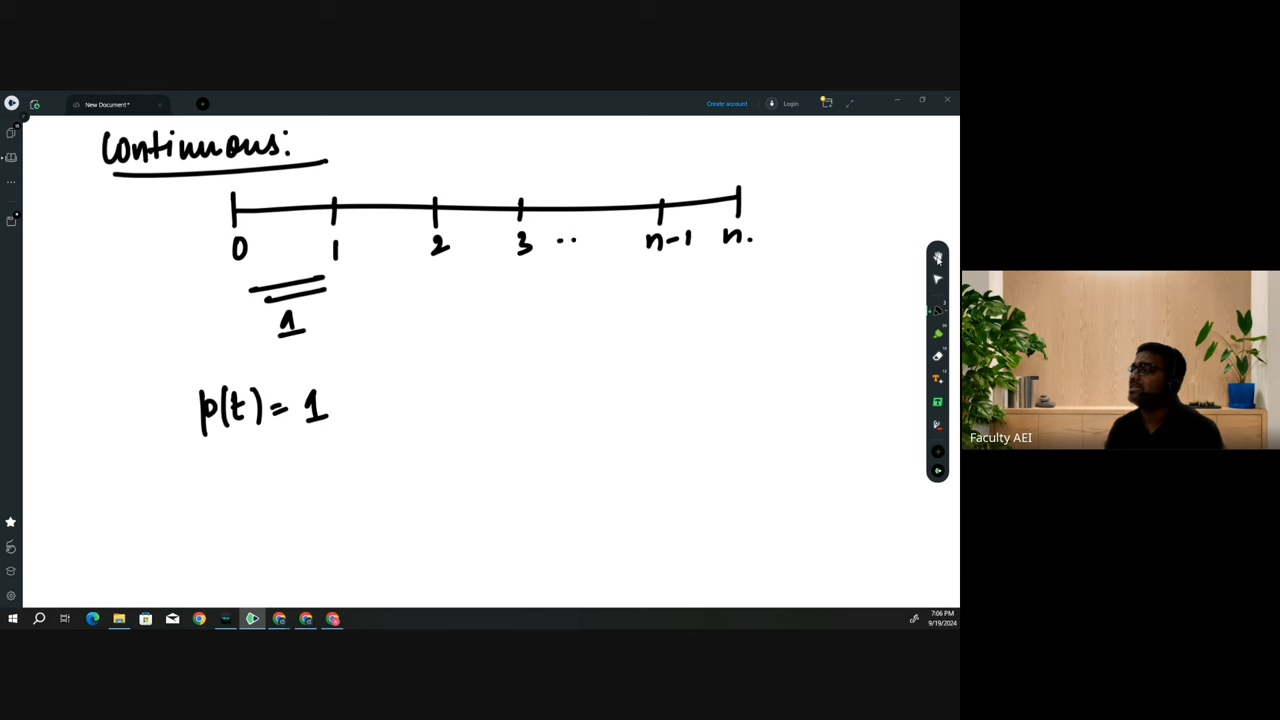 New Document*
Create account
Login
Continuous:
0 1 2 3 .. n-1 n.
1
p(t) = 1
Faculty AEI
7:06 PM
9/19/2024